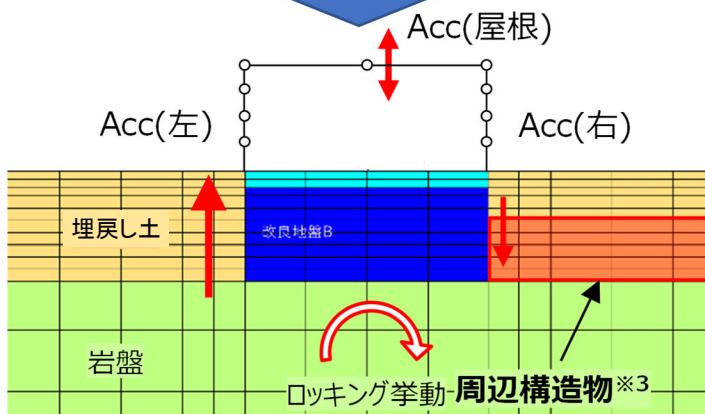 Acc(屋根)
Acc(左)
Acc(右)
埋戻し土
改良地盤B
岩盤
ロッキング挙動
周辺構造物※3